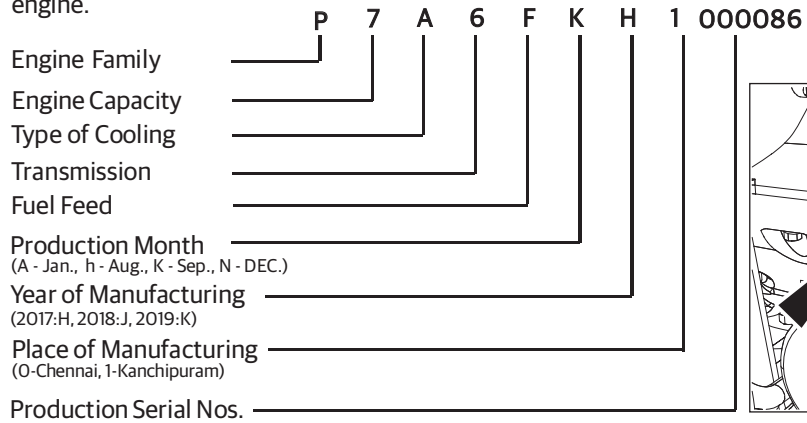 engine.
P 7 A 6 F K H 1 000086
Engine Family
Engine Capacity
Type of Cooling
Transmission
Fuel Feed
Production Month
(A - Jan., h - Aug., K - Sep., N - DEC.)
Year of Manufacturing
(2017:H, 2018:J, 2019:K)
Place of Manufacturing
(0-Chennai, 1-Kanchipuram)
Production Serial Nos.